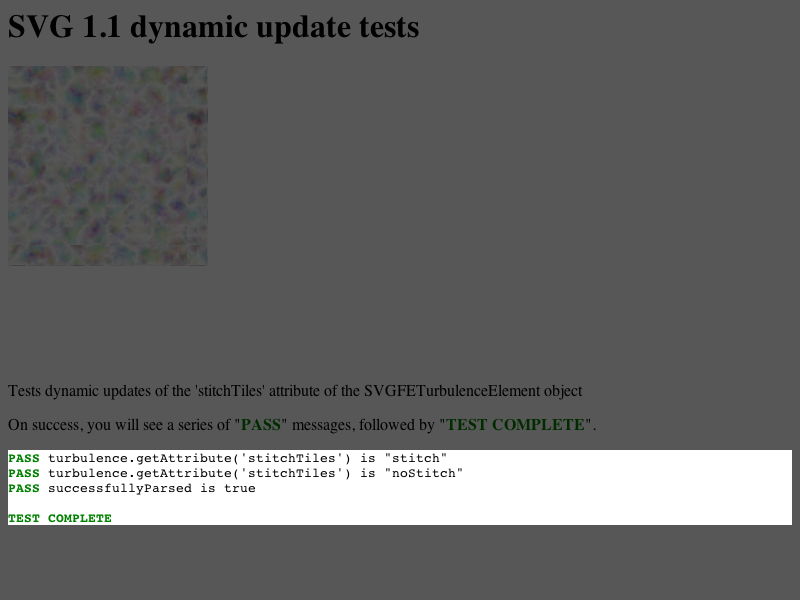 SVG 1.1 dynamic update tests
Tests dynamic updates of the 'stitchTiles' attribute of the SVGFETurbulenceElement object
On success, you will see a series of "PASS" messages, followed by "TEST COMPLETE".
PASS turbulence.getAttribute('stitchTiles') is "stitch"
PASS turbulence.getAttribute('stitchTiles') is "noStitch"
PASS successfullyParsed is true
TEST COMPLETE